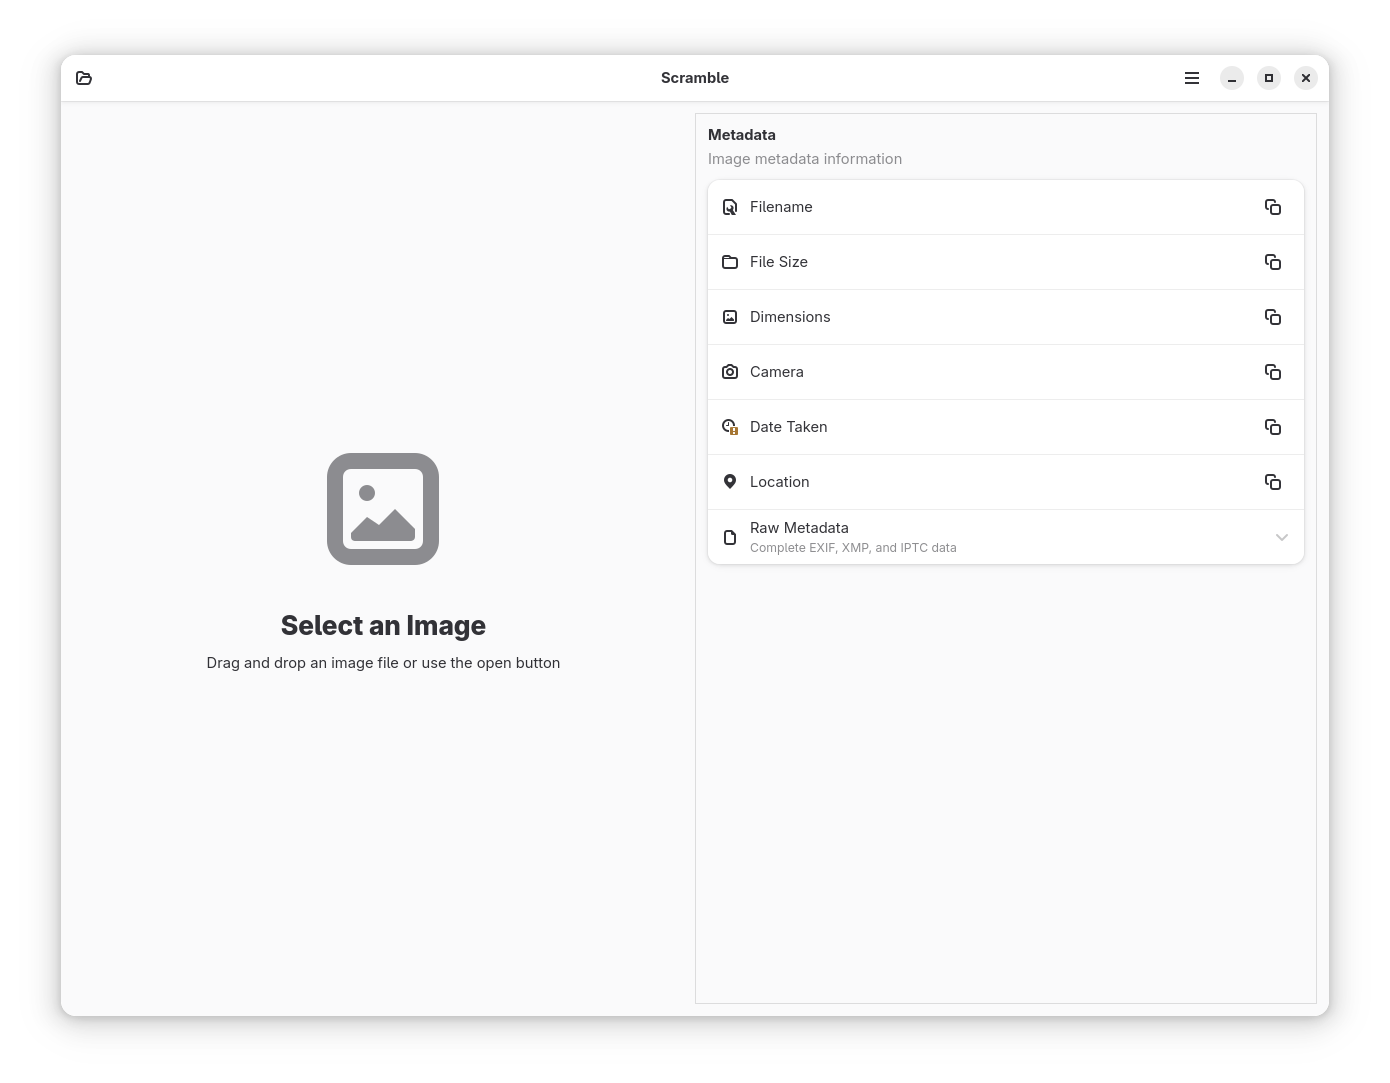 Scramble
Select an Image
Drag and drop an image file or use the open button
Metadata
Image metadata information
Filename
File Size
Dimensions
Camera
Date Taken
Location
Raw Metadata
Complete EXIF, XMP, and IPTC data